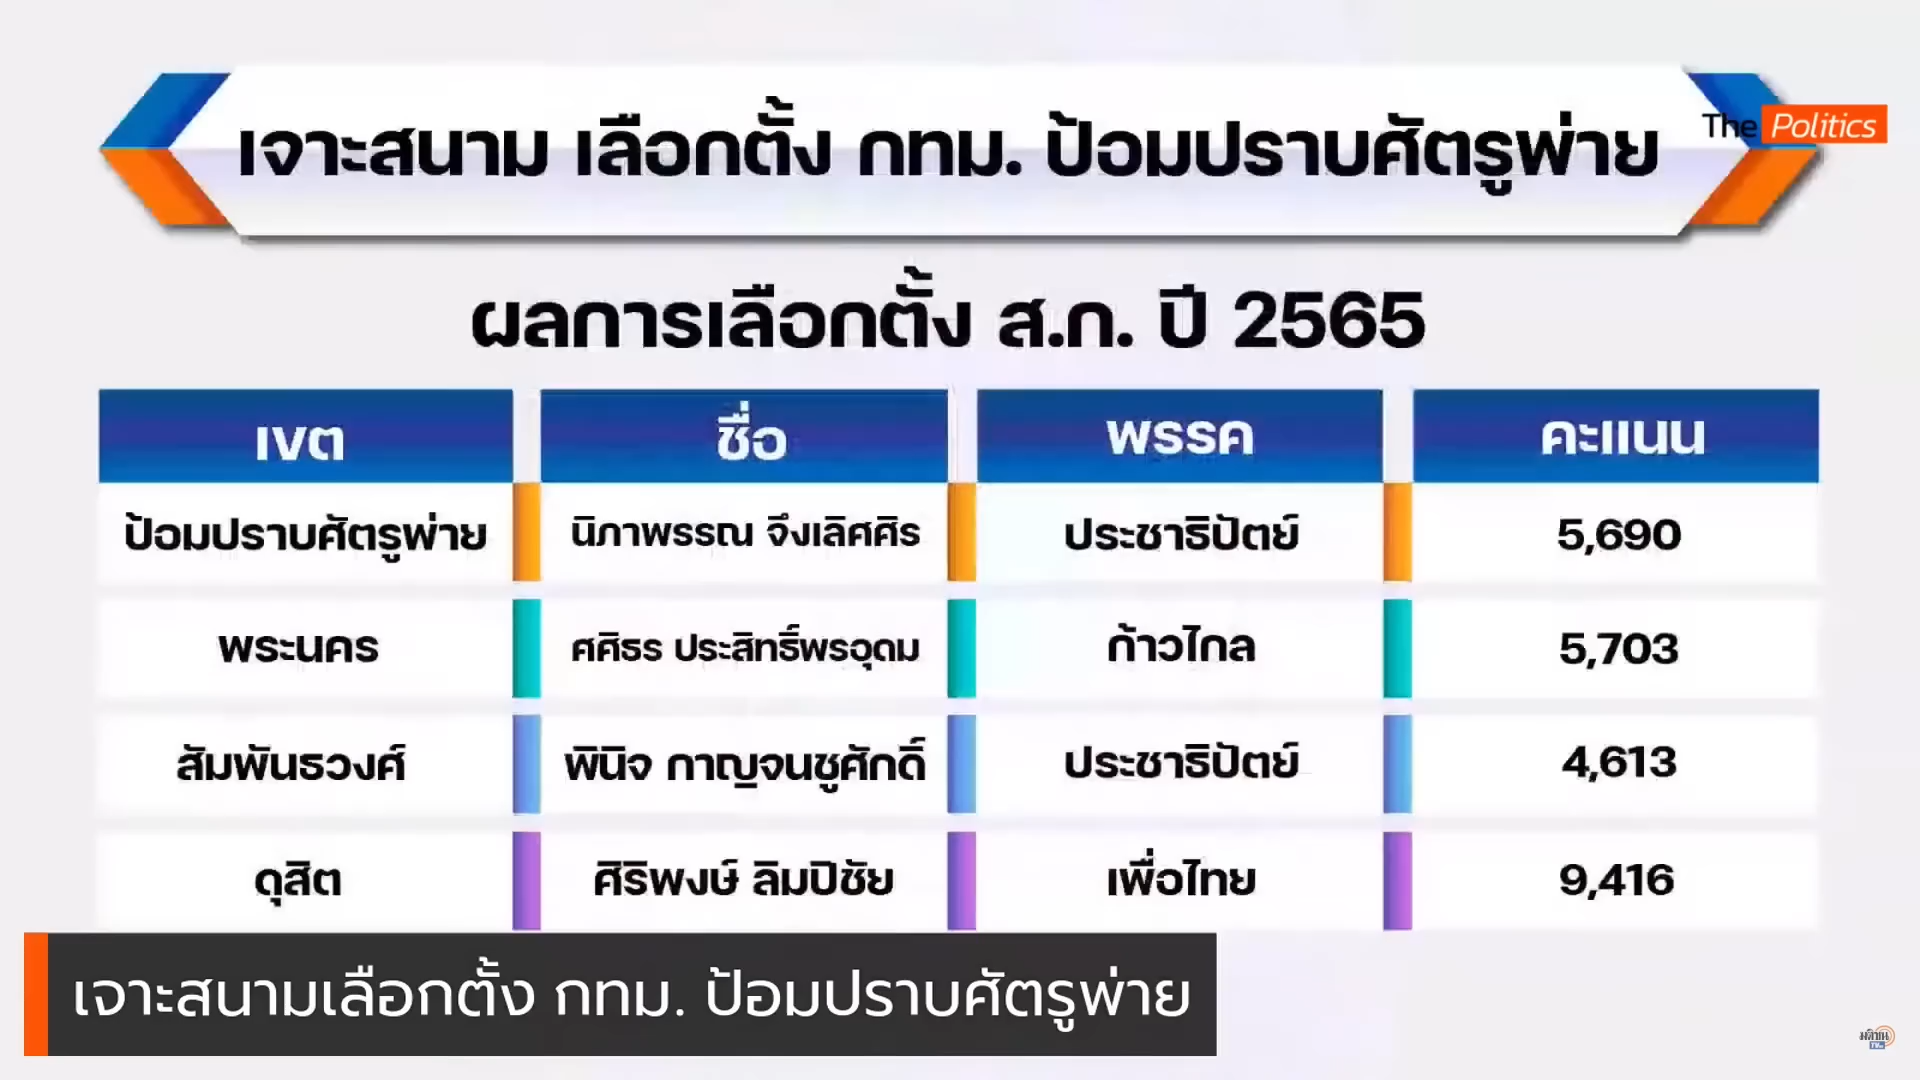 เจาะสนาม เลือกตั้ง กทม. ป้อมปราบศัตรูพ่าย
The Politics
ผลการเลือกตั้ง ส.ก. ปี 2565
เขต ชื่อ พรรค คะแนน
ป้อมปราบศัตรูพ่าย นิภาพรรณ จึงเลิศศิร ประชาธิปัตย์ 5,690
พระนคร ศศิธร ประสิทธิ์พรอุดม ก้าวไกล 5,703
สัมพันธวงศ์ พินิจ กาญจนชูศักดิ์ ประชาธิปัตย์ 4,613
ดุสิต ศิริพงษ์ ลิมปิชัย เพื่อไทย 9,416
เจาะสนามเลือกตั้ง กทม. ป้อมปราบศัตรูพ่าย
มติชน